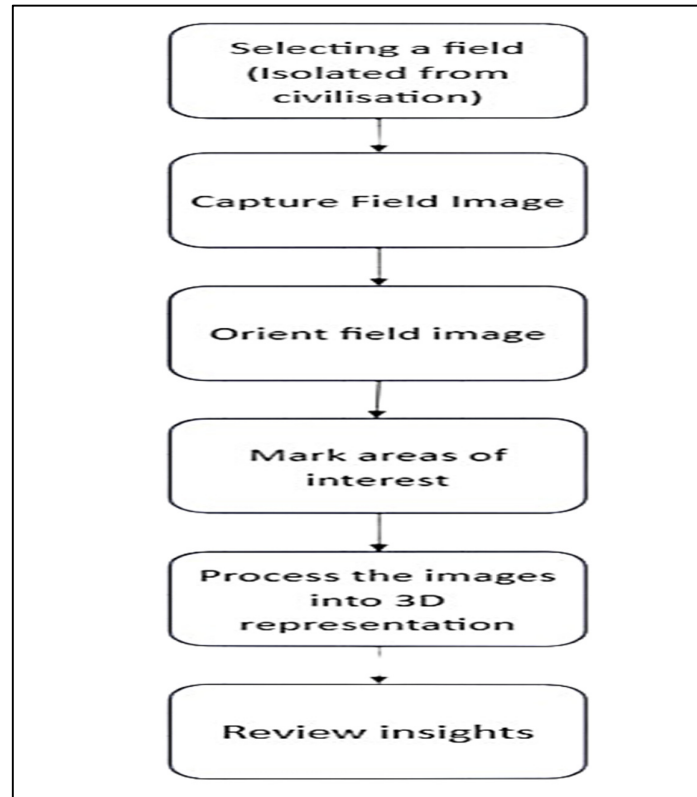 Selecting a field
(Isolated from
civilisation)
Capture Field Image
Orient field image
Mark areas of
interest
Process the images
into 3D
representation
Review insights